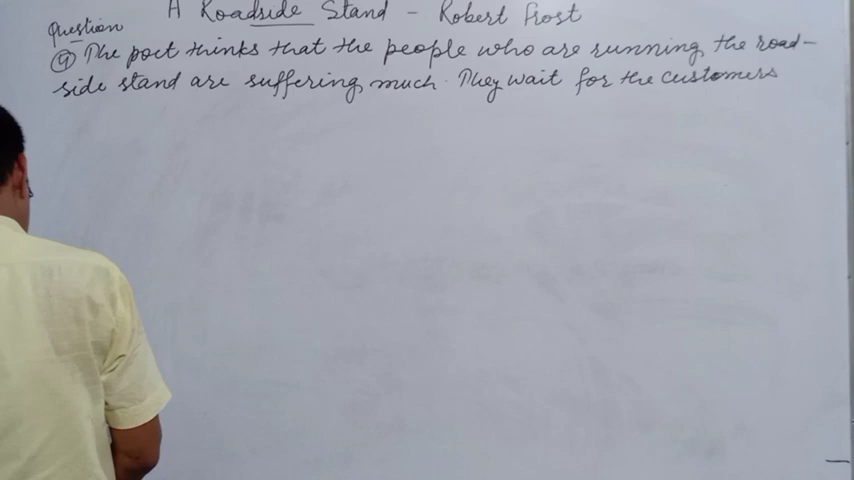 A Roadside Stand - Robert Frost
Question
④ The poet thinks that the people who are running the road-
side stand are suffering much. They wait for the customers